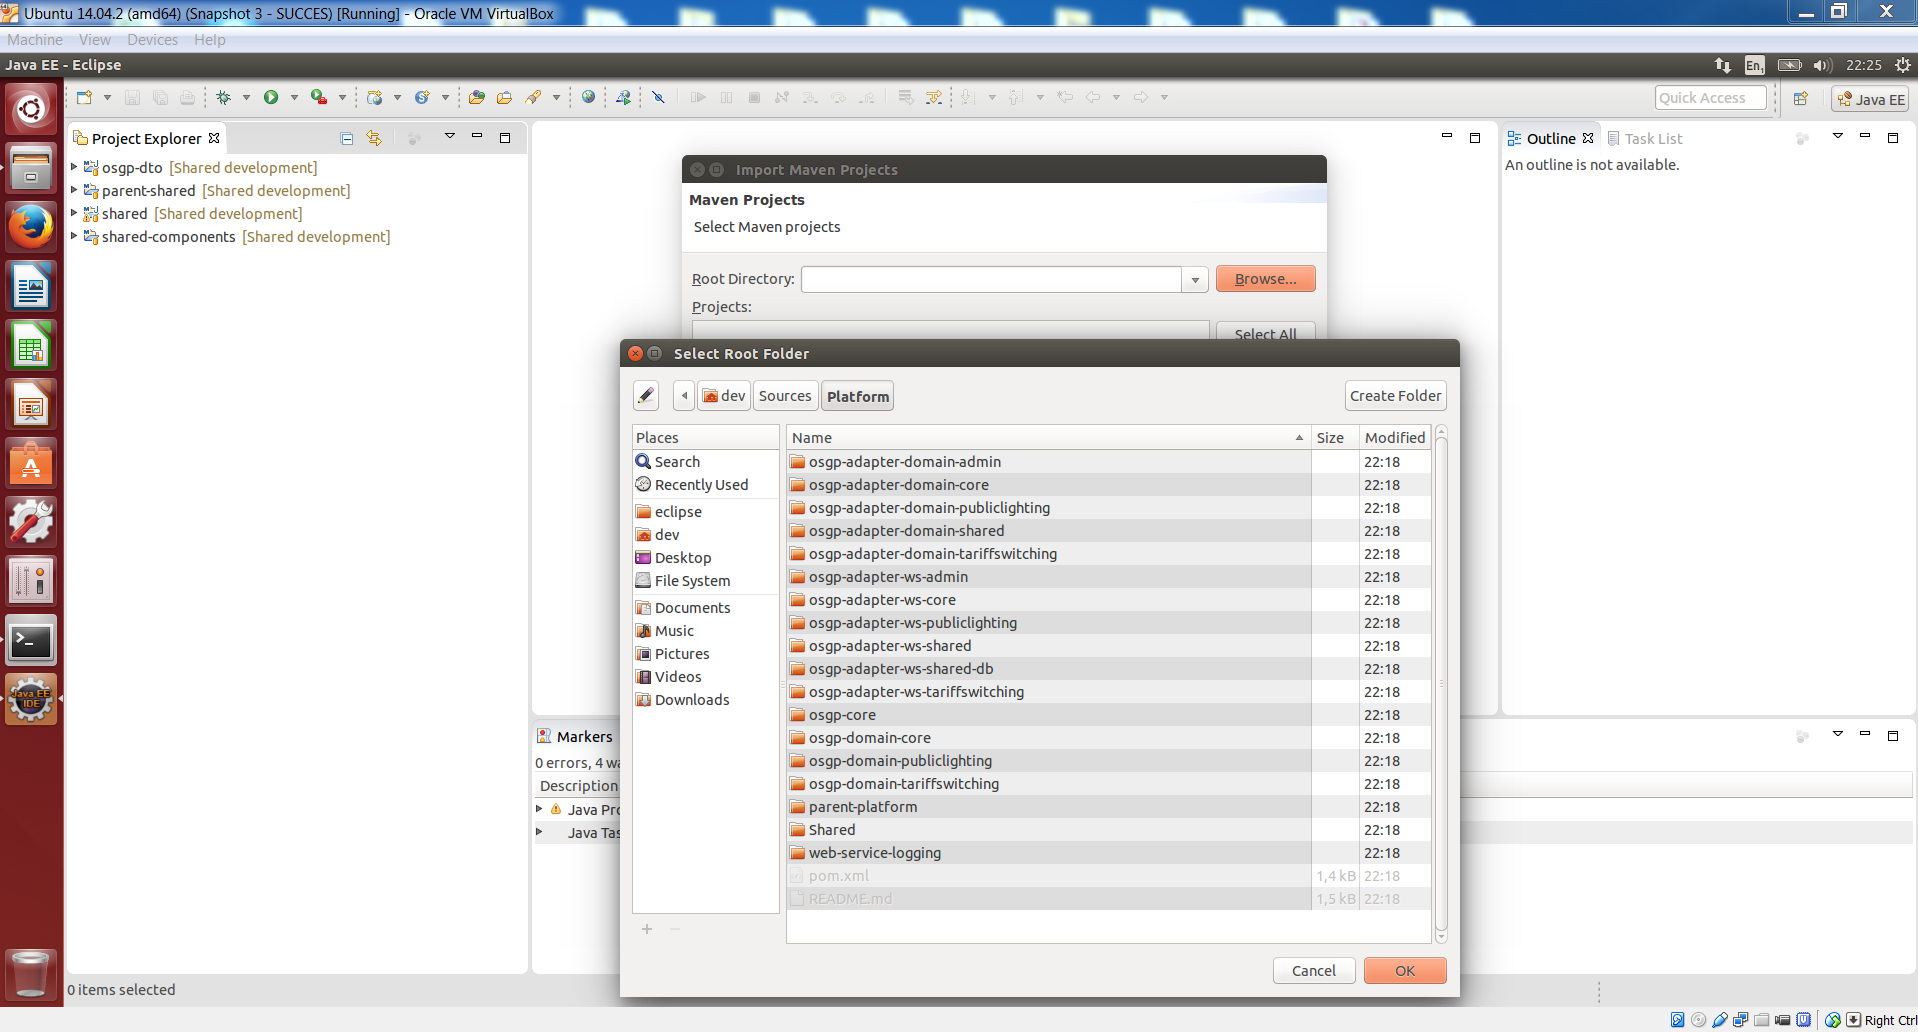 Ubuntu 14.04.2 (amd64) (Snapshot 3 - SUCCES) [Running] - Oracle VM VirtualBox
Machine View Devices Help
Java EE - Eclipse
En1 22:25
Quick Access
Java EE
Project Explorer
Outline
Task List
osgp-dto [Shared development]
An outline is not available.
parent-shared [Shared development]
shared [Shared development]
shared-components [Shared development]
Import Maven Projects
Maven Projects
Select Maven projects
Root Directory:
Browse...
Projects:
Select All
Select Root Folder
dev Sources Platform
Create Folder
Places
Search
Recently Used
eclipse
dev
Desktop
File System
Documents
Music
Pictures
Videos
Downloads
Name Size Modified
osgp-adapter-domain-admin 22:18
osgp-adapter-domain-core 22:18
osgp-adapter-domain-publiclighting 22:18
osgp-adapter-domain-shared 22:18
osgp-adapter-domain-tariffswitching 22:18
osgp-adapter-ws-admin 22:18
osgp-adapter-ws-core 22:18
osgp-adapter-ws-publiclighting 22:18
osgp-adapter-ws-shared 22:18
osgp-adapter-ws-shared-db 22:18
osgp-adapter-ws-tariffswitching 22:18
osgp-core 22:18
osgp-domain-core 22:18
osgp-domain-publiclighting 22:18
osgp-domain-tariffswitching 22:18
parent-platform 22:18
Shared 22:18
web-service-logging 22:18
pom.xml 1,4 kB 22:18
README.md 1,5 kB 22:18
Cancel
OK
Java EE
IDE
Markers
0 errors, 4 wa
Description
Java Pro
Java Tas
0 items selected
Right Ctrl